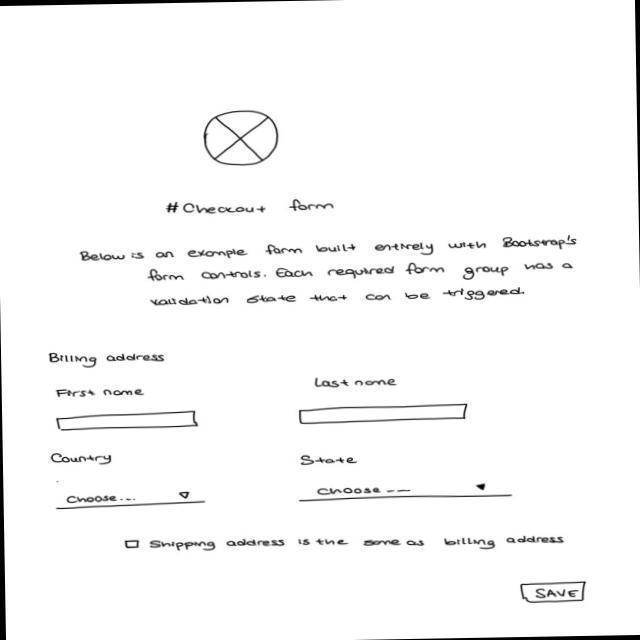 #Checkout form
Below is an example form built entirely with Bootstrap's
form controls. Each required form group has a
validation state that can be triggered.
Billing address
First name
Last name
Country
State
Choose...
Choose --
Shipping address is the same as billing address
SAVE